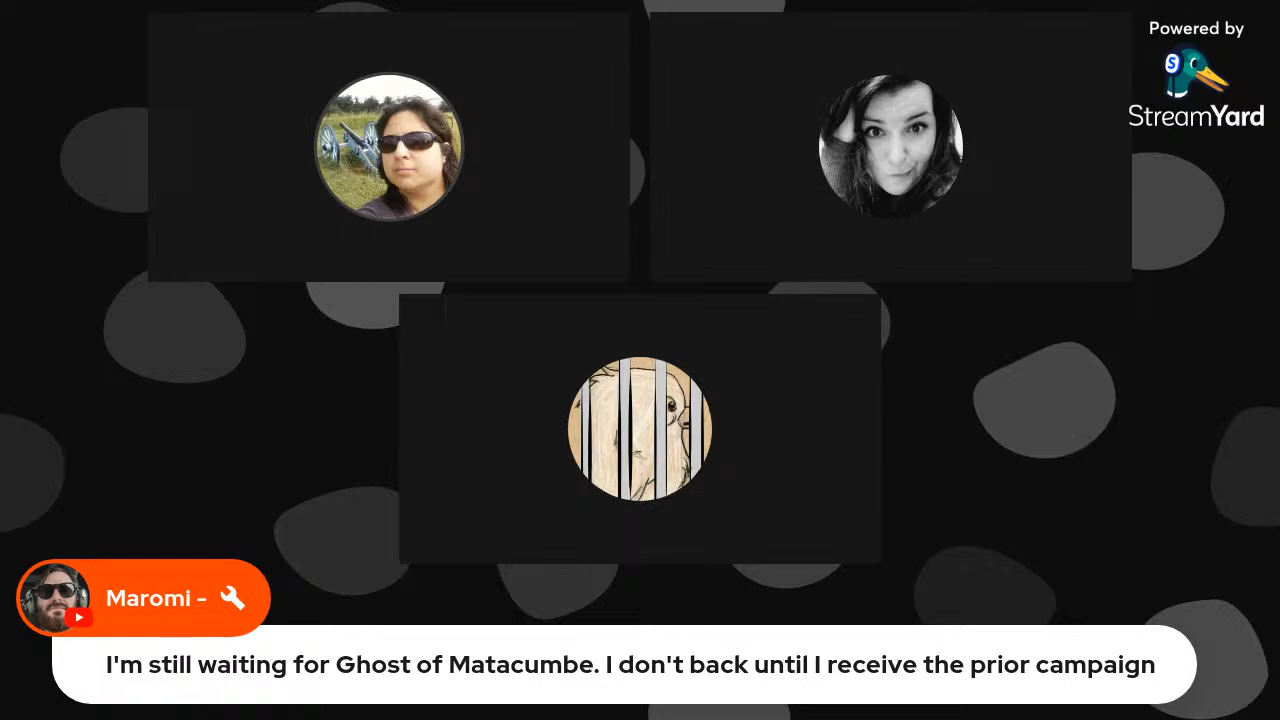 Powered by
StreamYard
Maromi -
I'm still waiting for Ghost of Matacumbe. I don't back until I receive the prior campaign